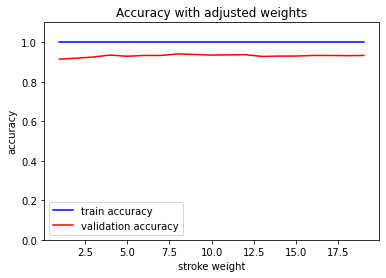 Accuracy with adjusted weights
accuracy
1.0
0.8
0.6
0.4
0.2
0.0
train accuracy
validation accuracy
2.5 5.0 7.5 10.0 12.5 15.0 17.5
stroke weight